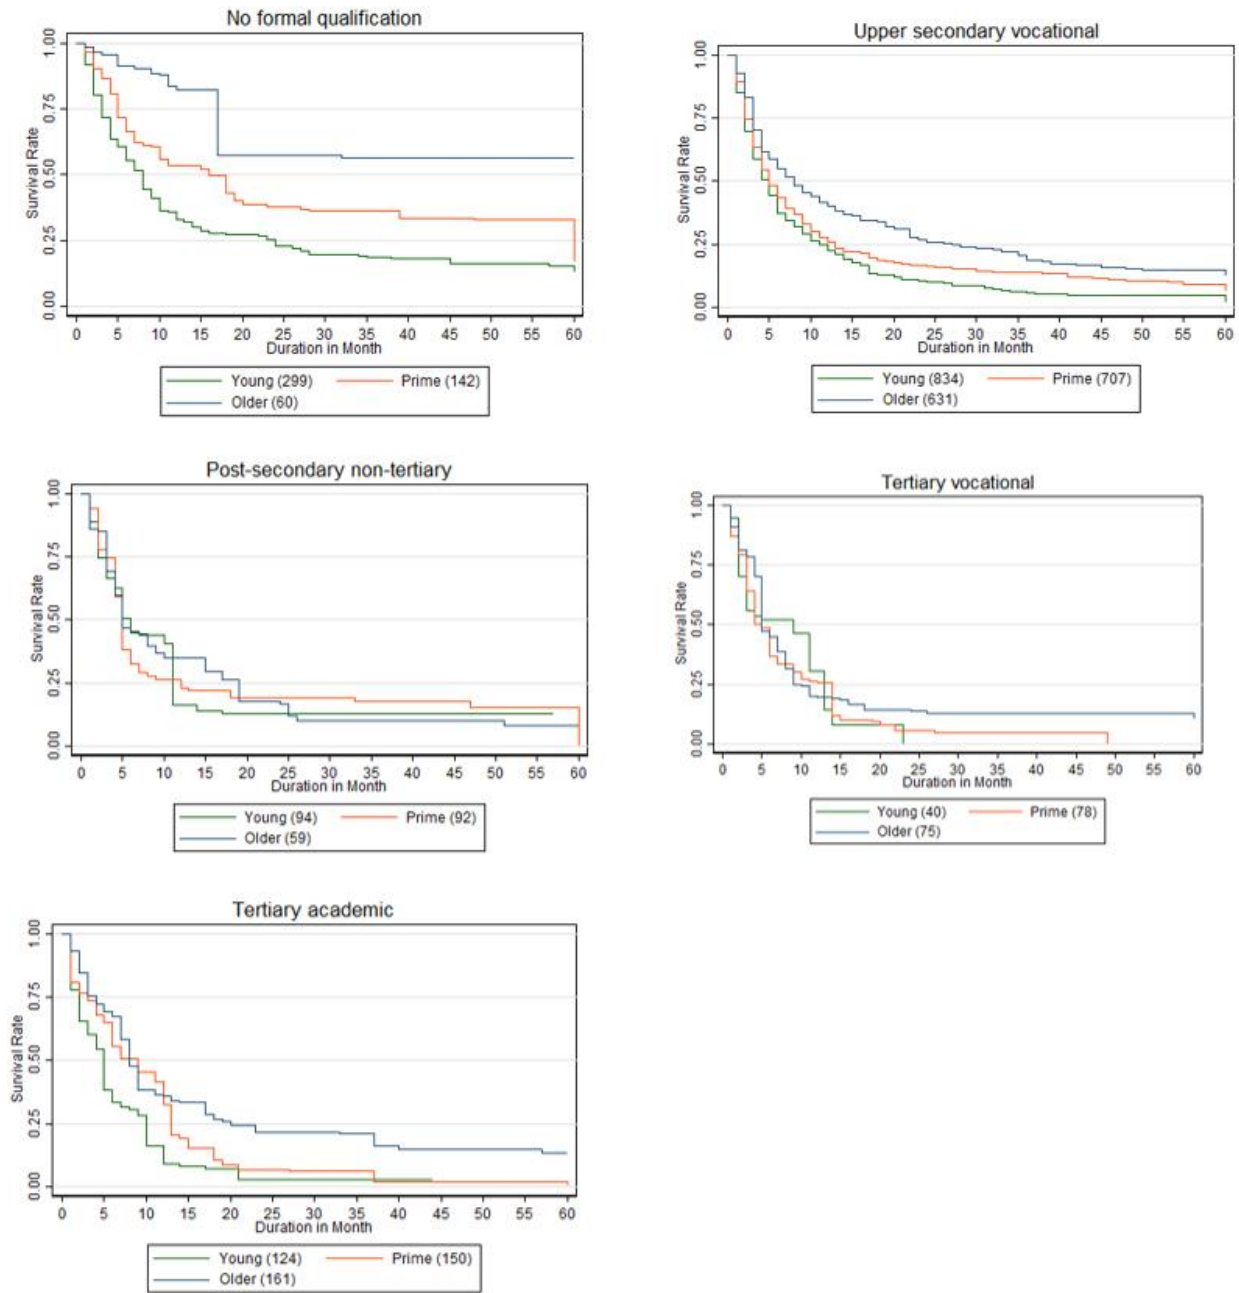 No formal qualification
Survival Rate
1.00
0.75
0.50
0.25
0.00
0 5 10 15 20 25 30 35 40 45 50 55 60
Duration in Month
Young (299) Prime (142)
Older (60)
Upper secondary vocational
Survival Rate
1.00
0.75
0.50
0.25
0.00
0 5 10 15 20 25 30 35 40 45 50 55 60
Duration in Month
Young (834) Prime (707)
Older (631)
Post-secondary non-tertiary
Survival Rate
1.00
0.75
0.50
0.25
0.00
0 5 10 15 20 25 30 35 40 45 50 55 60
Duration in Month
Young (94) Prime (92)
Older (59)
Tertiary vocational
Survival Rate
1.00
0.75
0.50
0.25
0.00
0 5 10 15 20 25 30 35 40 45 50 55 60
Duration in Month
Young (40) Prime (78)
Older (75)
Tertiary academic
Survival Rate
1.00
0.75
0.50
0.25
0.00
0 5 10 15 20 25 30 35 40 45 50 55 60
Duration in Month
Young (124) Prime (150)
Older (161)